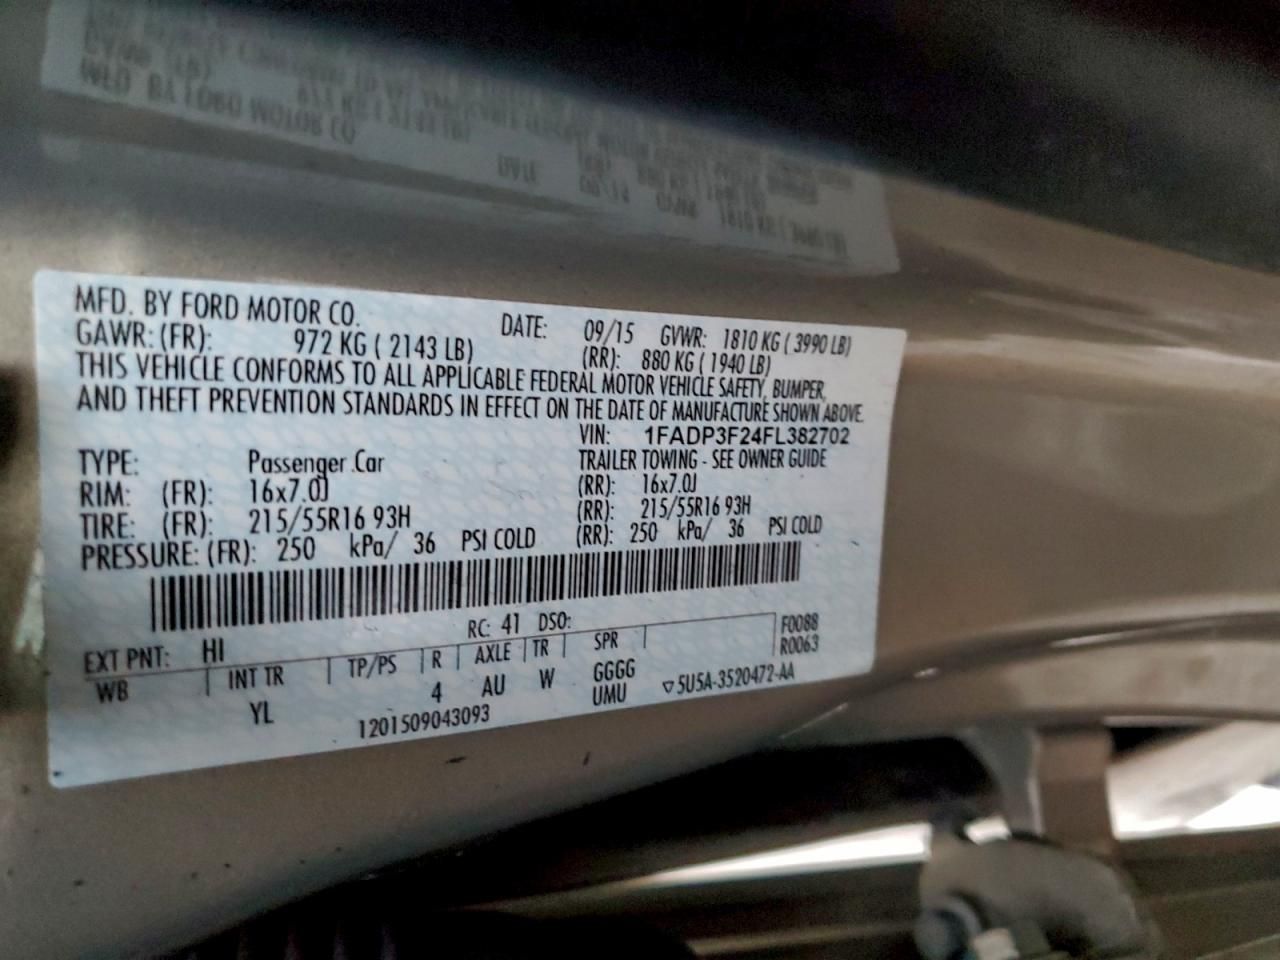 MFD. BY FORD MOTOR CO. DATE: 09/15 GVWR: 1810 KG ( 3990 LB)
GAWR: (FR): 972 KG ( 2143 LB) (RR): 880 KG ( 1940 LB)
THIS VEHICLE CONFORMS TO ALL APPLICABLE FEDERAL MOTOR VEHICLE SAFETY, BUMPER,
AND THEFT PREVENTION STANDARDS IN EFFECT ON THE DATE OF MANUFACTURE SHOWN ABOVE.
VIN: 1FADP3F24FL382702
TYPE: Passenger Car TRAILER TOWING - SEE OWNER GUIDE
RIM: (FR): 16x7.0J (RR): 16x7.0J
TIRE: (FR): 215/55R16 93H (RR): 215/55R16 93H
PRESSURE: (FR): 250 kPa/ 36 PSI COLD (RR): 250 kPa/ 36 PSI COLD
RC: 41 DSO: F0088
EXT PNT: HI R0063
WB INT TR TP/PS R AXLE TR SPR
YL 4 AU W GGGG
UMU 5U5A-3520472-AA
1201509043093